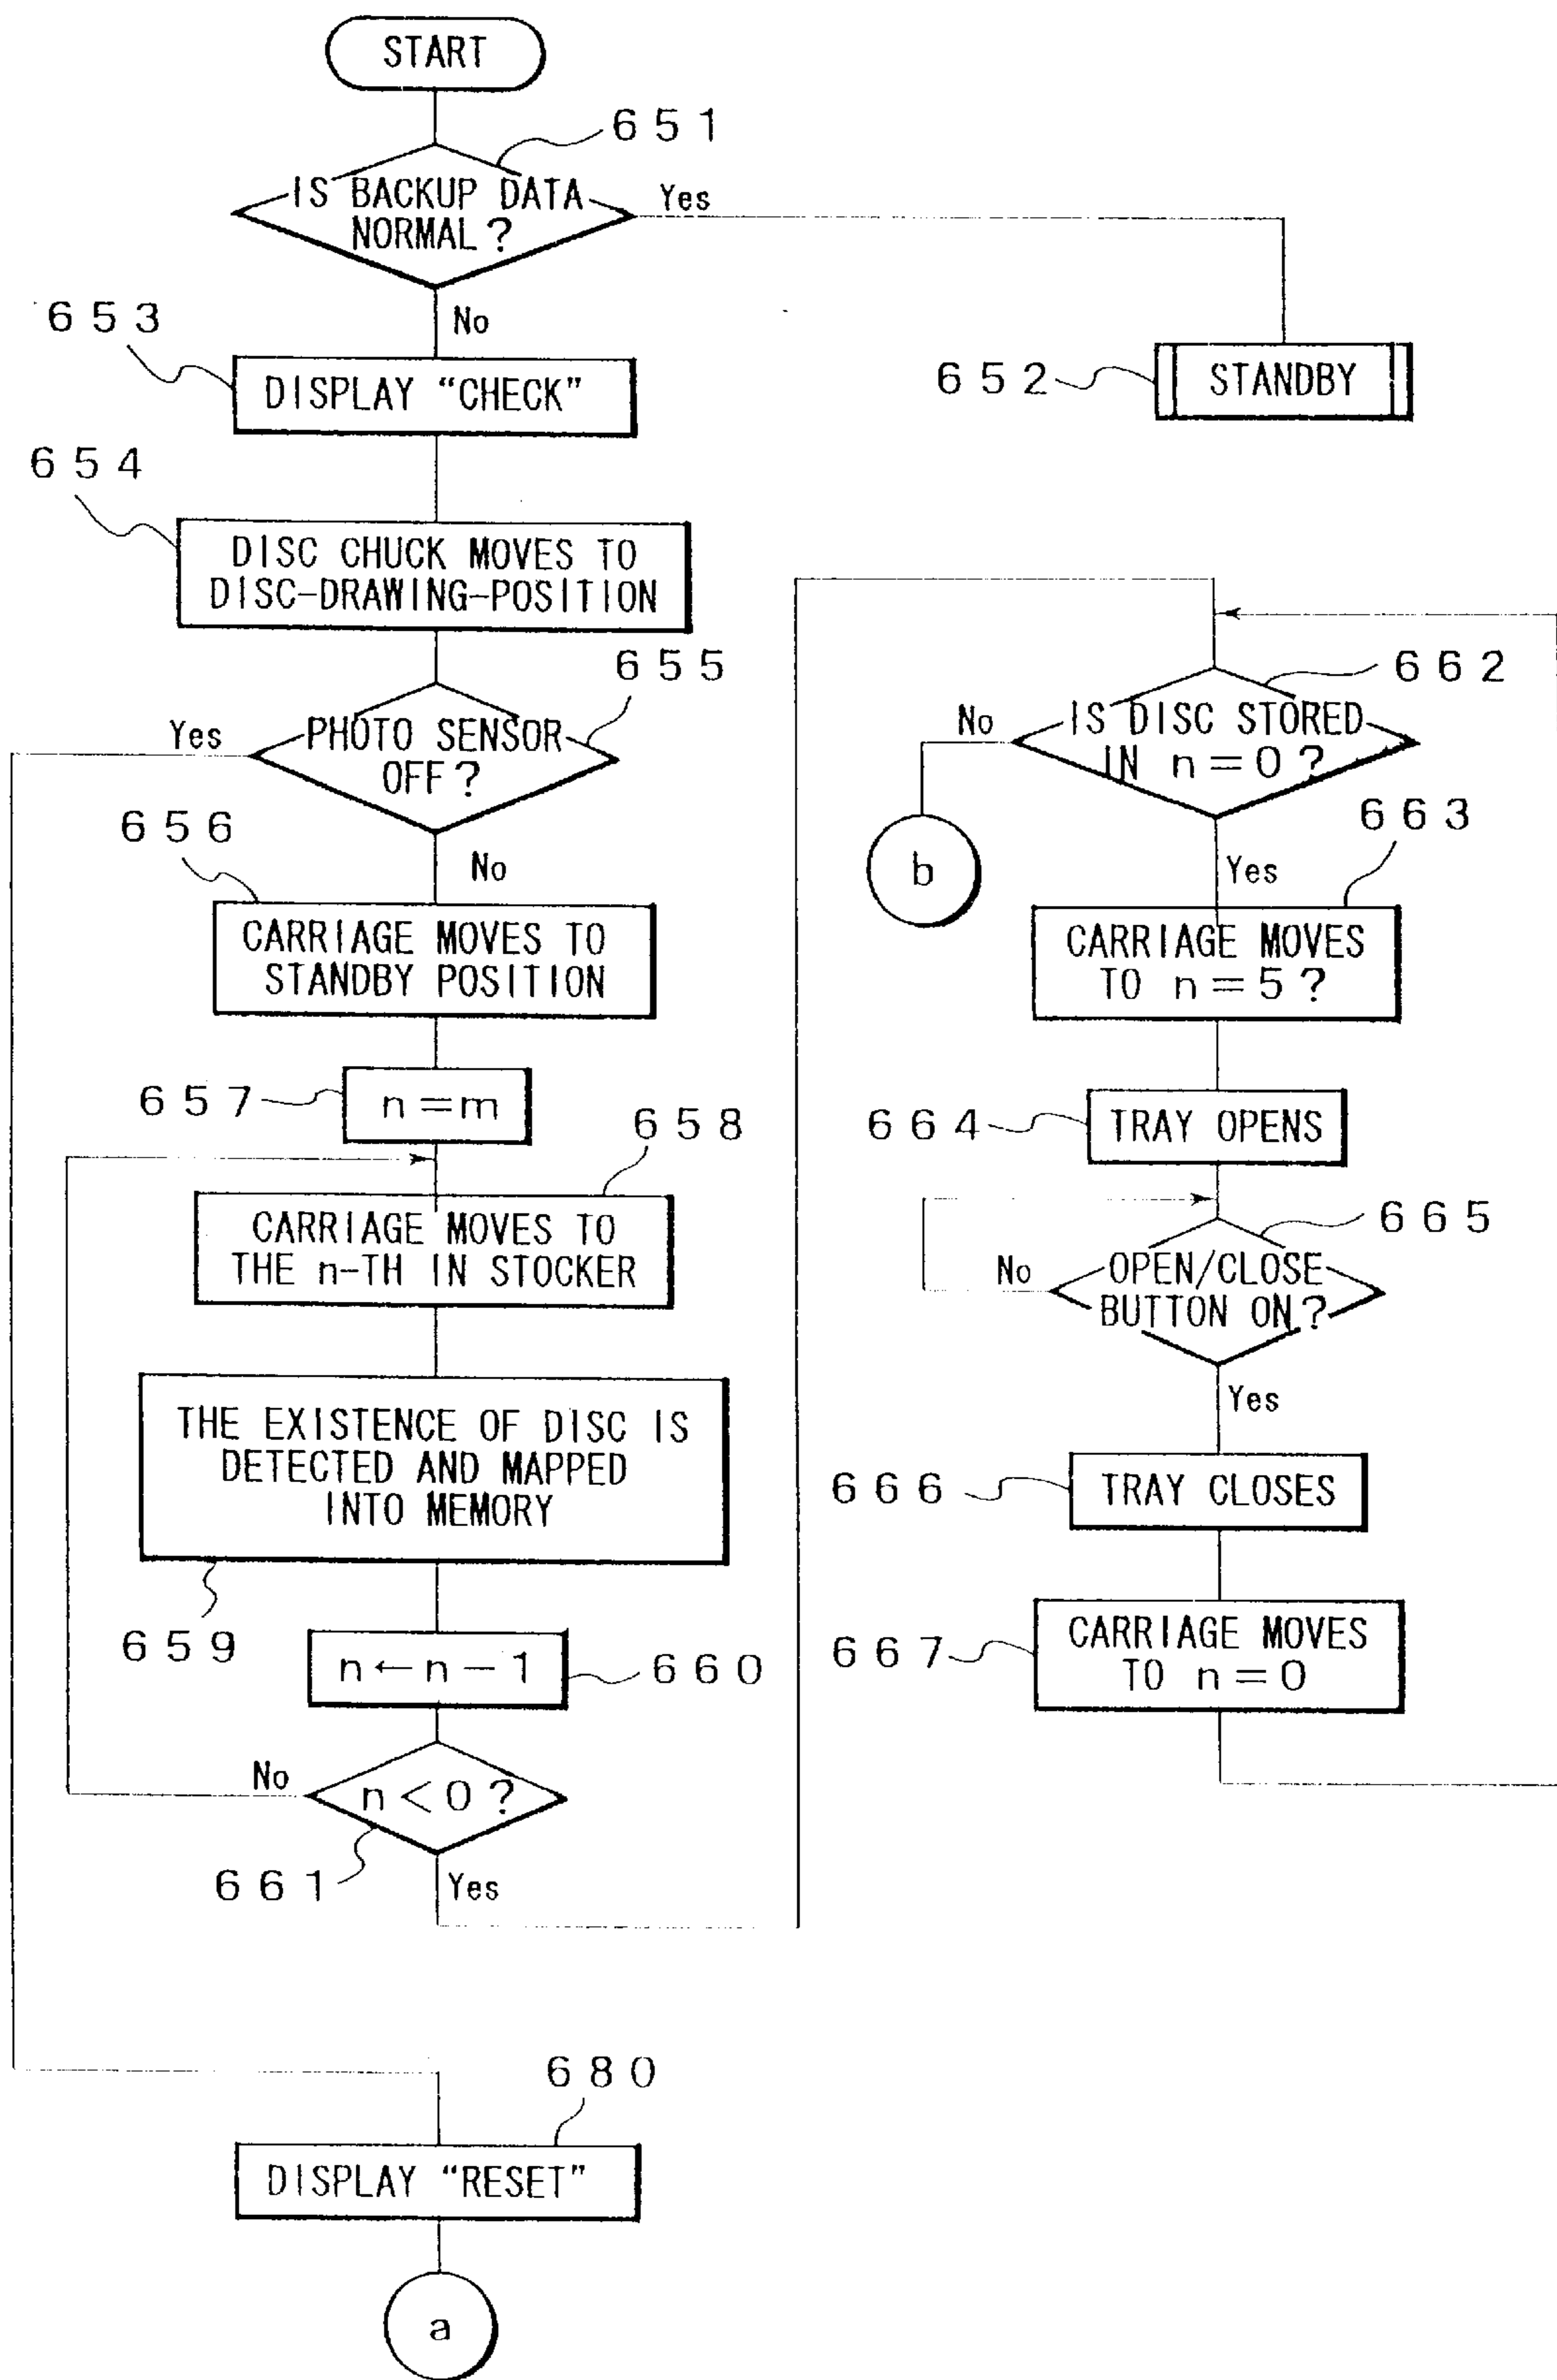 START
651
IS BACKUP DATA
NORMAL?
Yes
No
653
DISPLAY “CHECK”
652
STANDBY
654
DISC CHUCK MOVES TO
DISC-DRAWING-POSITION
655
Yes
PHOTO SENSOR
OFF?
No
656
CARRIAGE MOVES TO
STANDBY POSITION
657
n=m
658
CARRIAGE MOVES TO
THE n-TH IN STOCKER
THE EXISTENCE OF DISC IS
DETECTED AND MAPPED
INTO MEMORY
659
n←n-1
660
No
n<0?
661
Yes
662
No
IS DISC STORED
IN n=0?
b
Yes
663
CARRIAGE MOVES
TO n=5?
664
TRAY OPENS
665
No
OPEN/CLOSE
BUTTON ON?
Yes
666
TRAY CLOSES
667
CARRIAGE MOVES
TO n=0
680
DISPLAY “RESET”
a